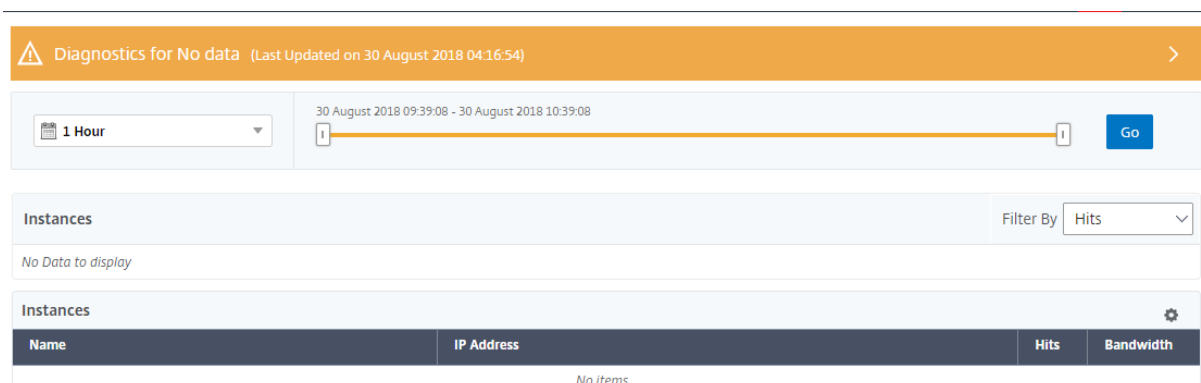 Diagnostics for No data (Last Updated on 30 August 2018 04:16:54)
30 August 2018 09:39:08 - 30 August 2018 10:39:08
1 Hour
Go
Instances
Filter By Hits
No Data to display
Instances
Name IP Address Hits Bandwidth
No items